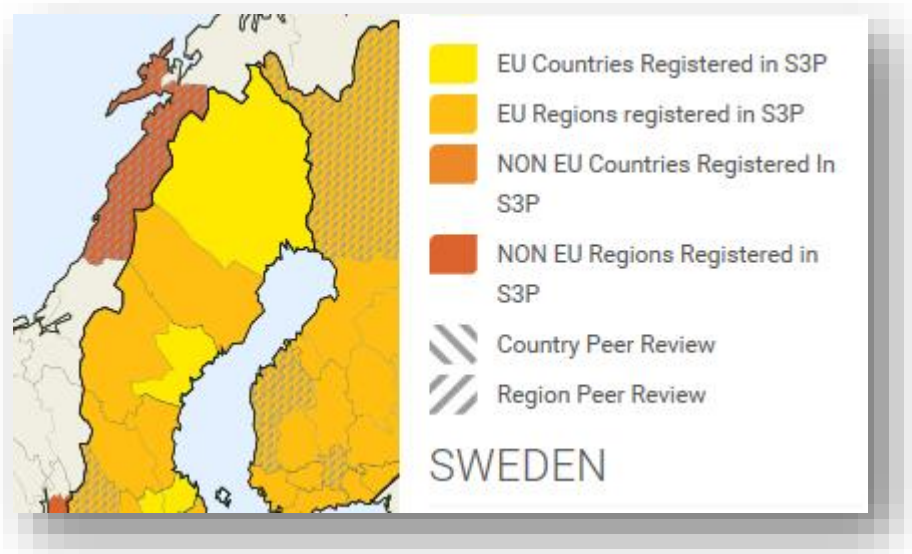 EU Countries Registered in S3P
EU Regions registered in S3P
NON EU Countries Registered In
S3P
NON EU Regions Registered in
S3P
Country Peer Review
Region Peer Review
SWEDEN